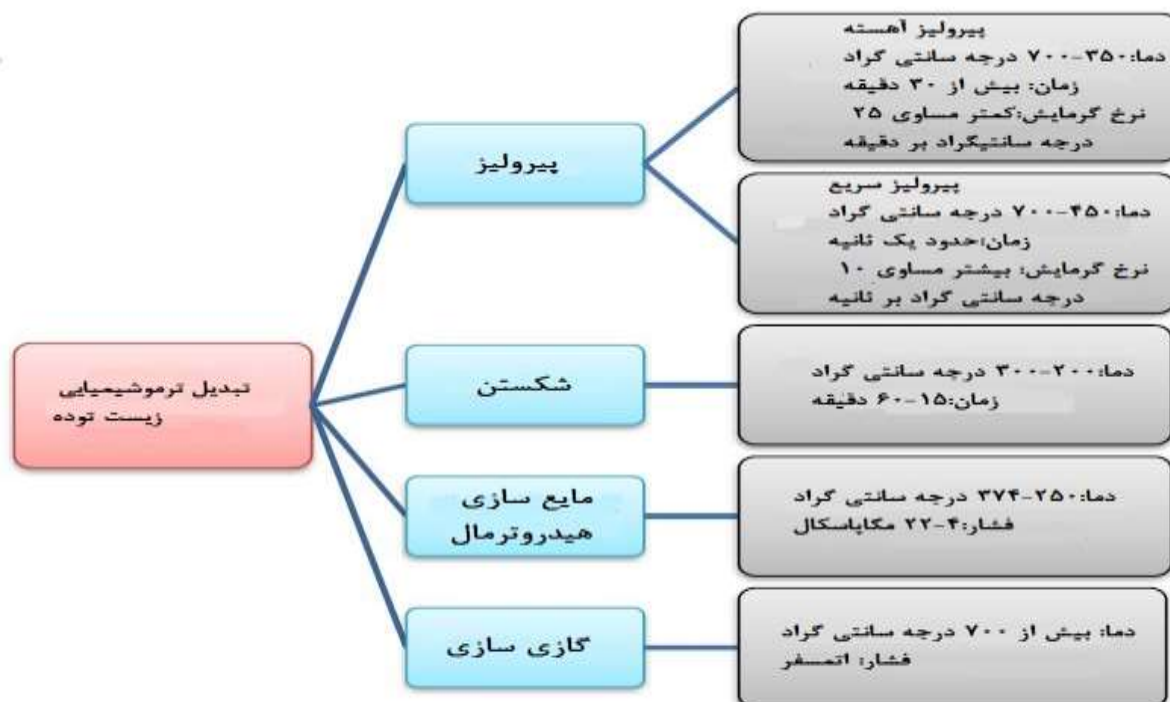 تبدیل ترموشیمیایی
زیست توده
پیرولیز
پیرولیز آهسته
دما:۳۵۰-۷۰۰ درجه سانتی گراد
زمان: بیش از ۳۰ دقیقه
نرخ گرمایش:کمتر مساوی ۲۵
درجه سانتیگراد بر دقیقه
پیرولیز سریع
دما:۴۵۰-۷۰۰ درجه سانتی گراد
زمان:حدود یک ثانیه
نرخ گرمایش: بیشتر مساوی ۱۰
درجه سانتی گراد بر ثانیه
شکستن
دما:۲۰۰-۳۰۰ درجه سانتی گراد
زمان:۱۵-۶۰ دقیقه
مایع سازی
هیدروترمال
دما:۲۵۰-۳۷۴ درجه سانتی گراد
فشار:۴-۲۲ مگاپاسکال
گازی سازی
دما: بیش از ۷۰۰ درجه سانتی گراد
فشار: اتمسفر